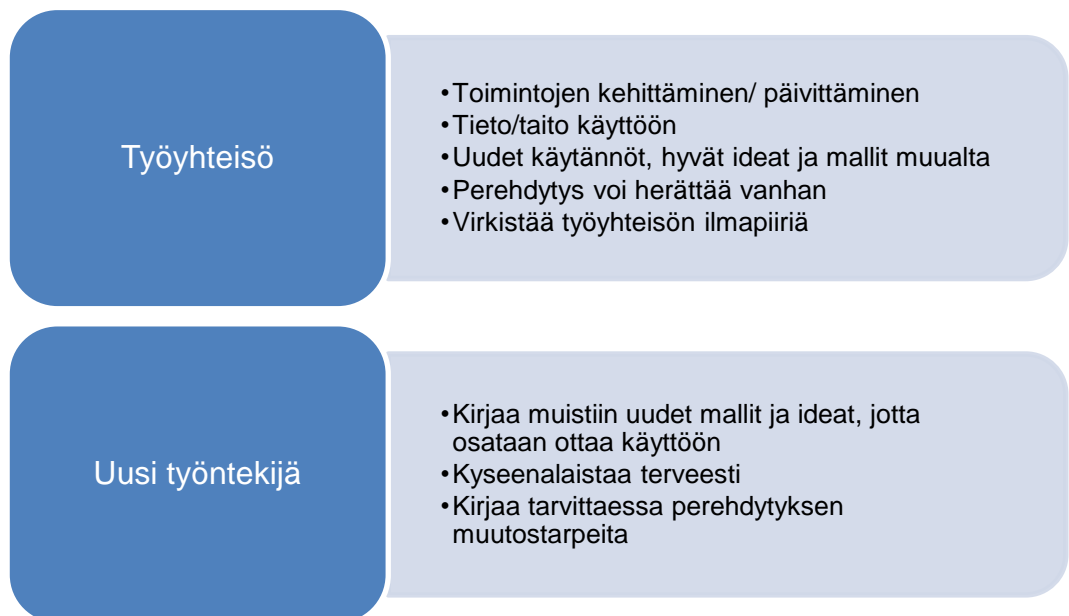 Työyhteisö
•Toimintojen kehittäminen/ päivittäminen
•Tieto/taito käyttöön
•Uudet käytännöt, hyvät ideat ja mallit muualta
•Perehdytys voi herättää vanhan
•Virkistää työyhteisön ilmapiiriä
Uusi työntekijä
•Kirjaa muistiin uudet mallit ja ideat, jotta
osataan ottaa käyttöön
•Kyseenalaistaa terveesti
•Kirjaa tarvittaessa perehdytyksen
muutostarpeita